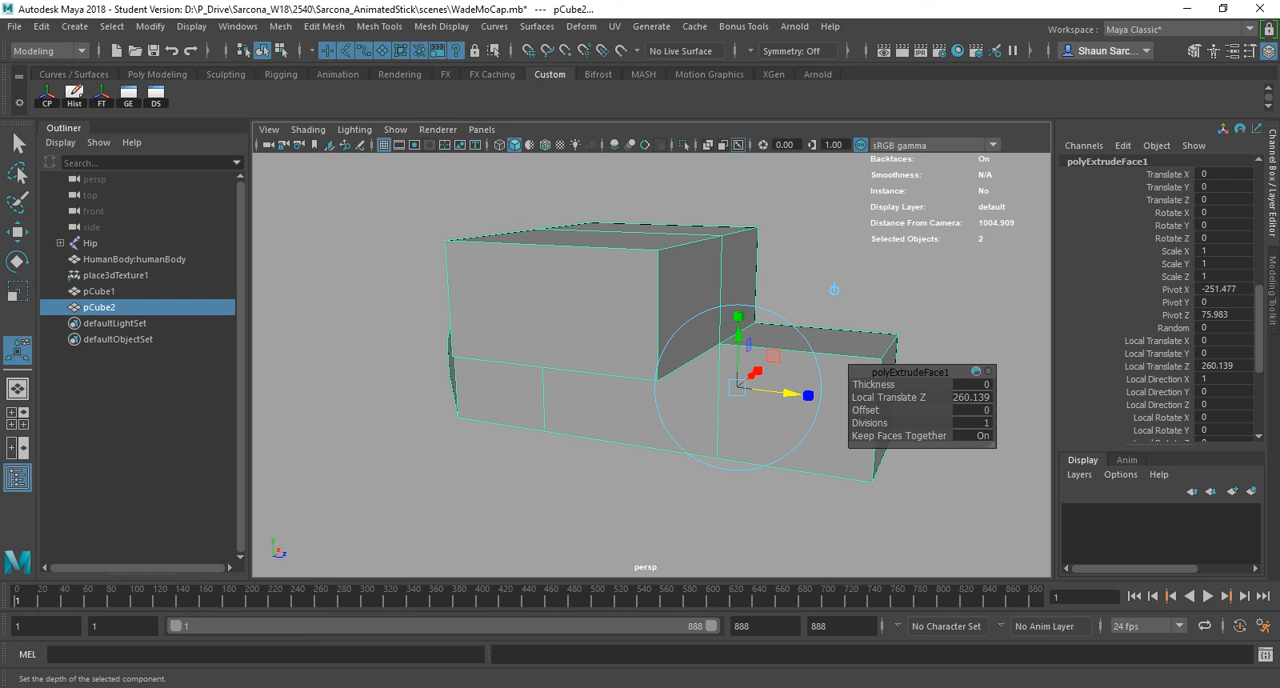 Autodesk Maya 2018 - Student Version: D:\P_Drive\Sarcona_W18\2540\Sarcona_AnimatedStick\scenes\WadeMoCap.mb* --- pCube2...
File Edit Create Select Modify Display Windows Mesh Edit Mesh Mesh Tools Mesh Display Curves Surfaces Deform UV Generate Cache Bonus Tools Arnold Help
Workspace: Maya Classic*
Modeling No Live Surface Symmetry: Off Shaun Sarc...
Curves / Surfaces Poly Modeling Sculpting Rigging Animation Rendering FX FX Caching Custom Bifrost MASH Motion Graphics XGen Arnold
CP Hist FT GE DS
Outliner
Display Show Help
Search...
persp
top
front
side
Hip
HumanBody:humanBody
place3dTexture1
pCube1
pCube2
defaultLightSet
defaultObjectSet
View Shading Lighting Show Renderer Panels
0.00 1.00 sRGB gamma
Backfaces: On
Smoothness: N/A
Instance: No
Display Layer: default
Distance From Camera: 1004.909
Selected Objects: 2
polyExtrudeFace1
Thickness 0
Local Translate Z 260.139
Offset 0
Divisions 1
Keep Faces Together On
persp
Channels Edit Object Show
polyExtrudeFace1
Translate X 0
Translate Y 0
Translate Z 0
Rotate X 0
Rotate Y 0
Rotate Z 0
Scale X 1
Scale Y 1
Scale Z 1
Pivot X -251.477
Pivot Y 0
Pivot Z 75.983
Random 0
Local Translate X 0
Local Translate Y 0
Local Translate Z 260.139
Local Direction X 1
Local Direction Y 0
Local Direction Z 0
Local Rotate X 0
Local Rotate Y 0
Local Rotate Z 0
Channel Box / Layer Editor
Modeling Toolkit
Display Anim
Layers Options Help
0 20 40 60 80 100 120 140 160 180 200 220 240 260 280 300 320 340 360 380 400 420 440 460 480 500 520 540 560 580 600 620 640 660 680 700 720 740 760 780 800 820 840 860 880
1 1
1 1 1 888 888 888 No Character Set No Anim Layer 24 fps
MEL
Set the depth of the selected component.